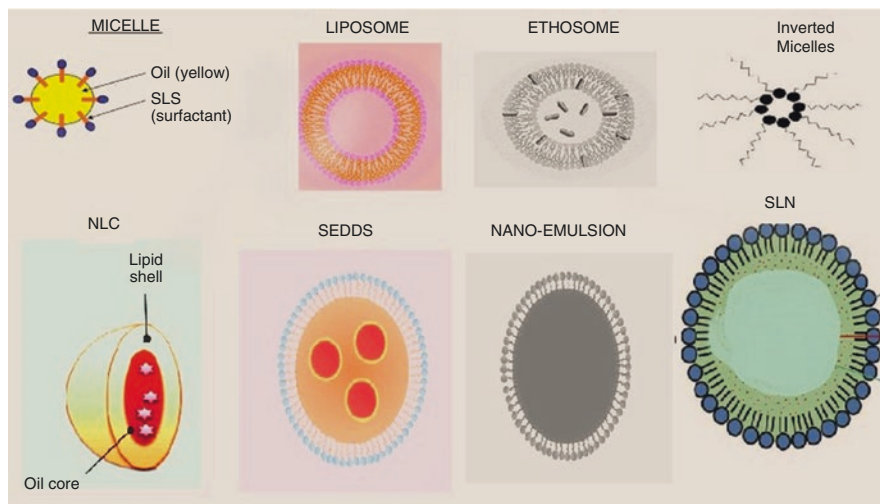 MICELLE
Oil (yellow)
SLS
(surfactant)
LIPOSOME
ETHOSOME
Inverted
Micelles
NLC
Lipid
shell
Oil core
SEDDS
NANO-EMULSION
SLN